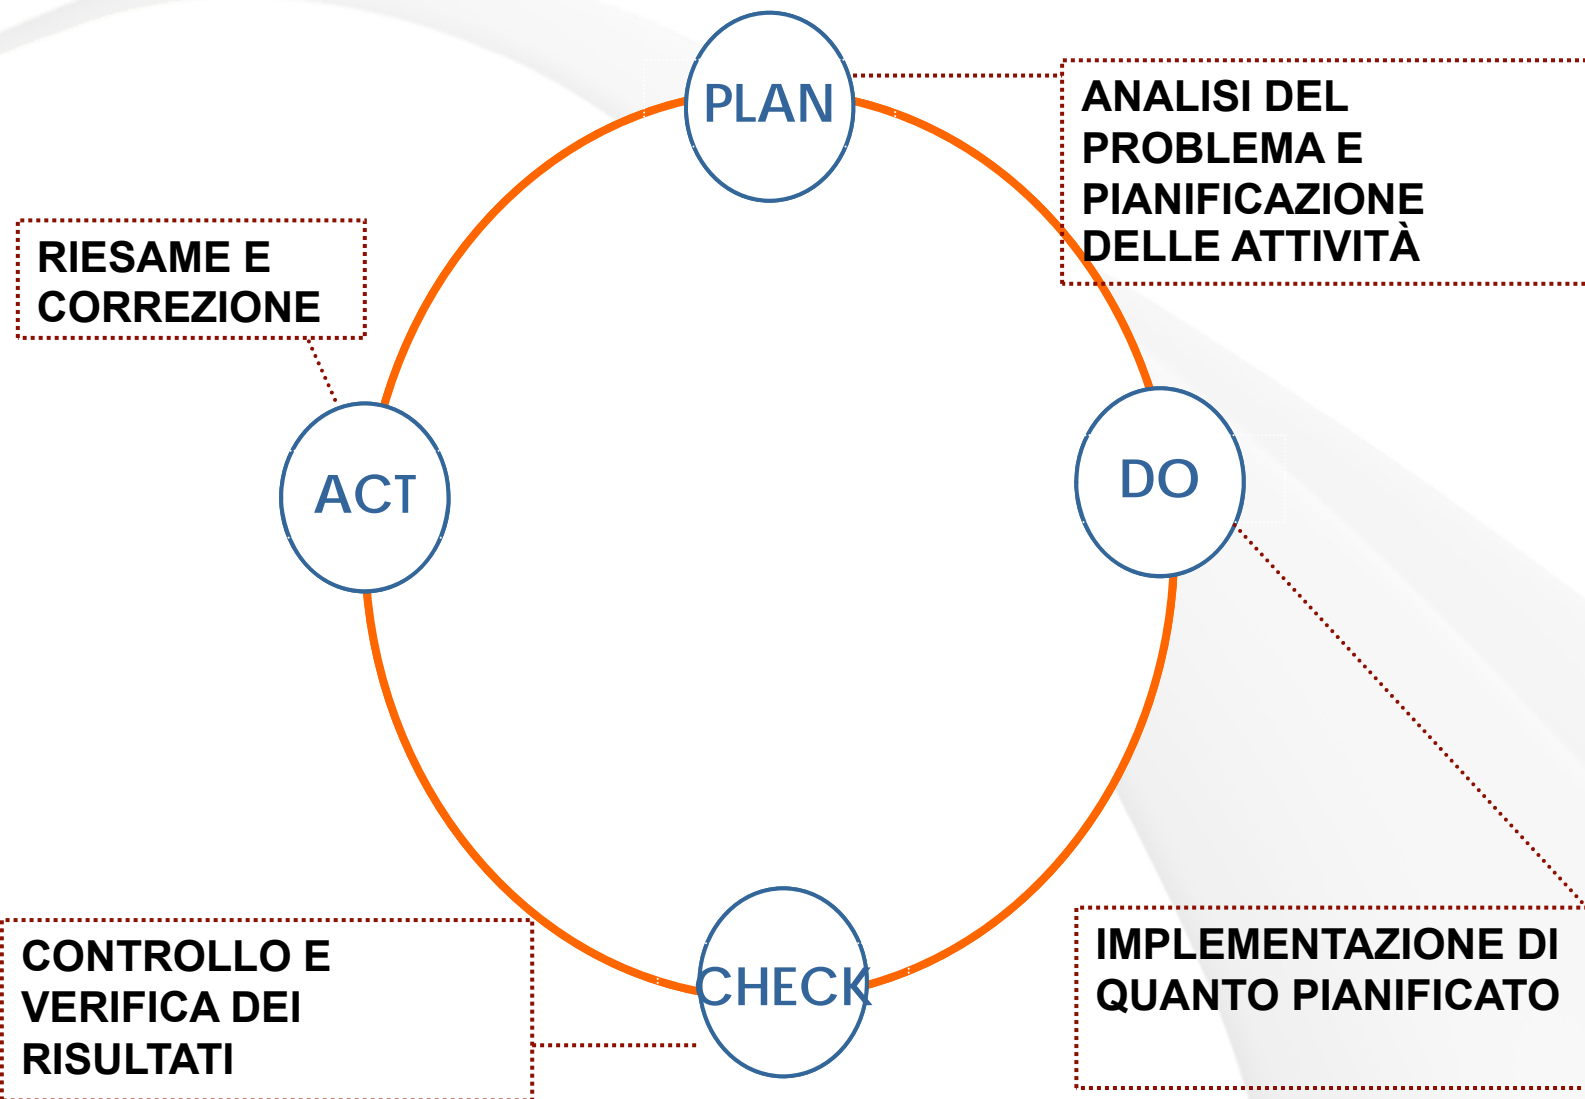 PLAN
ANALISI DEL
PROBLEMA E
PIANIFICAZIONE
DELLE ATTIVITÀ
RIESAME E
CORREZIONE
ACT
DO
CONTROLLO E
VERIFICA DEI
RISULTATI
CHECK
IMPLEMENTAZIONE DI
QUANTO PIANIFICATO